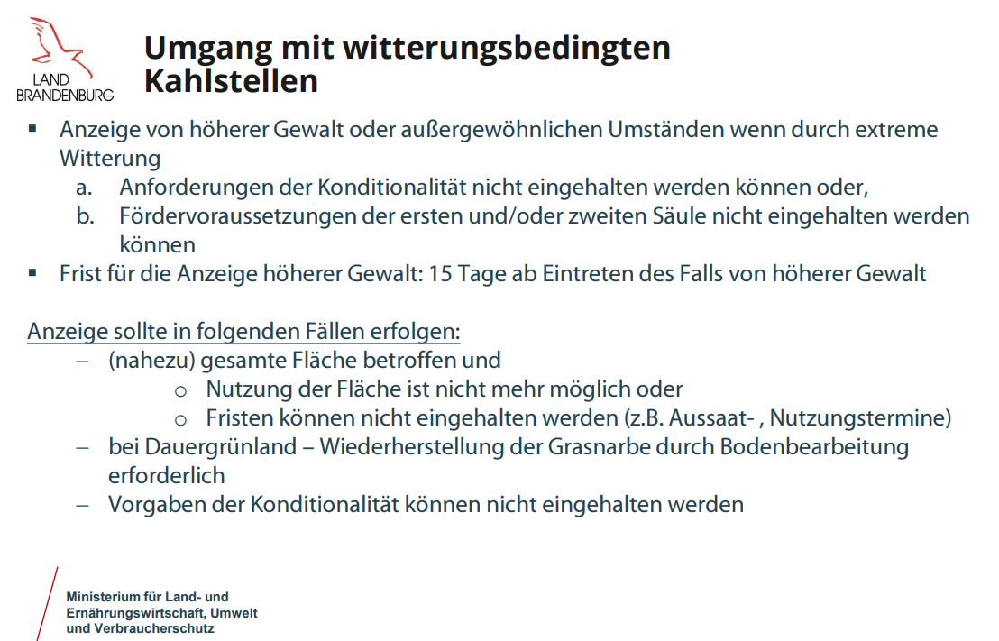 LAND
BRANDENBURG
Umgang mit witterungsbedingten
Kahlstellen
▪ Anzeige von höherer Gewalt oder außergewöhnlichen Umständen wenn durch extreme
Witterung
a. Anforderungen der Konditionalität nicht eingehalten werden können oder,
b. Fördervoraussetzungen der ersten und/oder zweiten Säule nicht eingehalten werden
können
▪ Frist für die Anzeige höherer Gewalt: 15 Tage ab Eintreten des Falls von höherer Gewalt
Anzeige sollte in folgenden Fällen erfolgen:
– (nahezu) gesamte Fläche betroffen und
o Nutzung der Fläche ist nicht mehr möglich oder
o Fristen können nicht eingehalten werden (z.B. Aussaat- , Nutzungstermine)
– bei Dauergrünland – Wiederherstellung der Grasnarbe durch Bodenbearbeitung
erforderlich
– Vorgaben der Konditionalität können nicht eingehalten werden
Ministerium für Land- und
Ernährungswirtschaft, Umwelt
und Verbraucherschutz